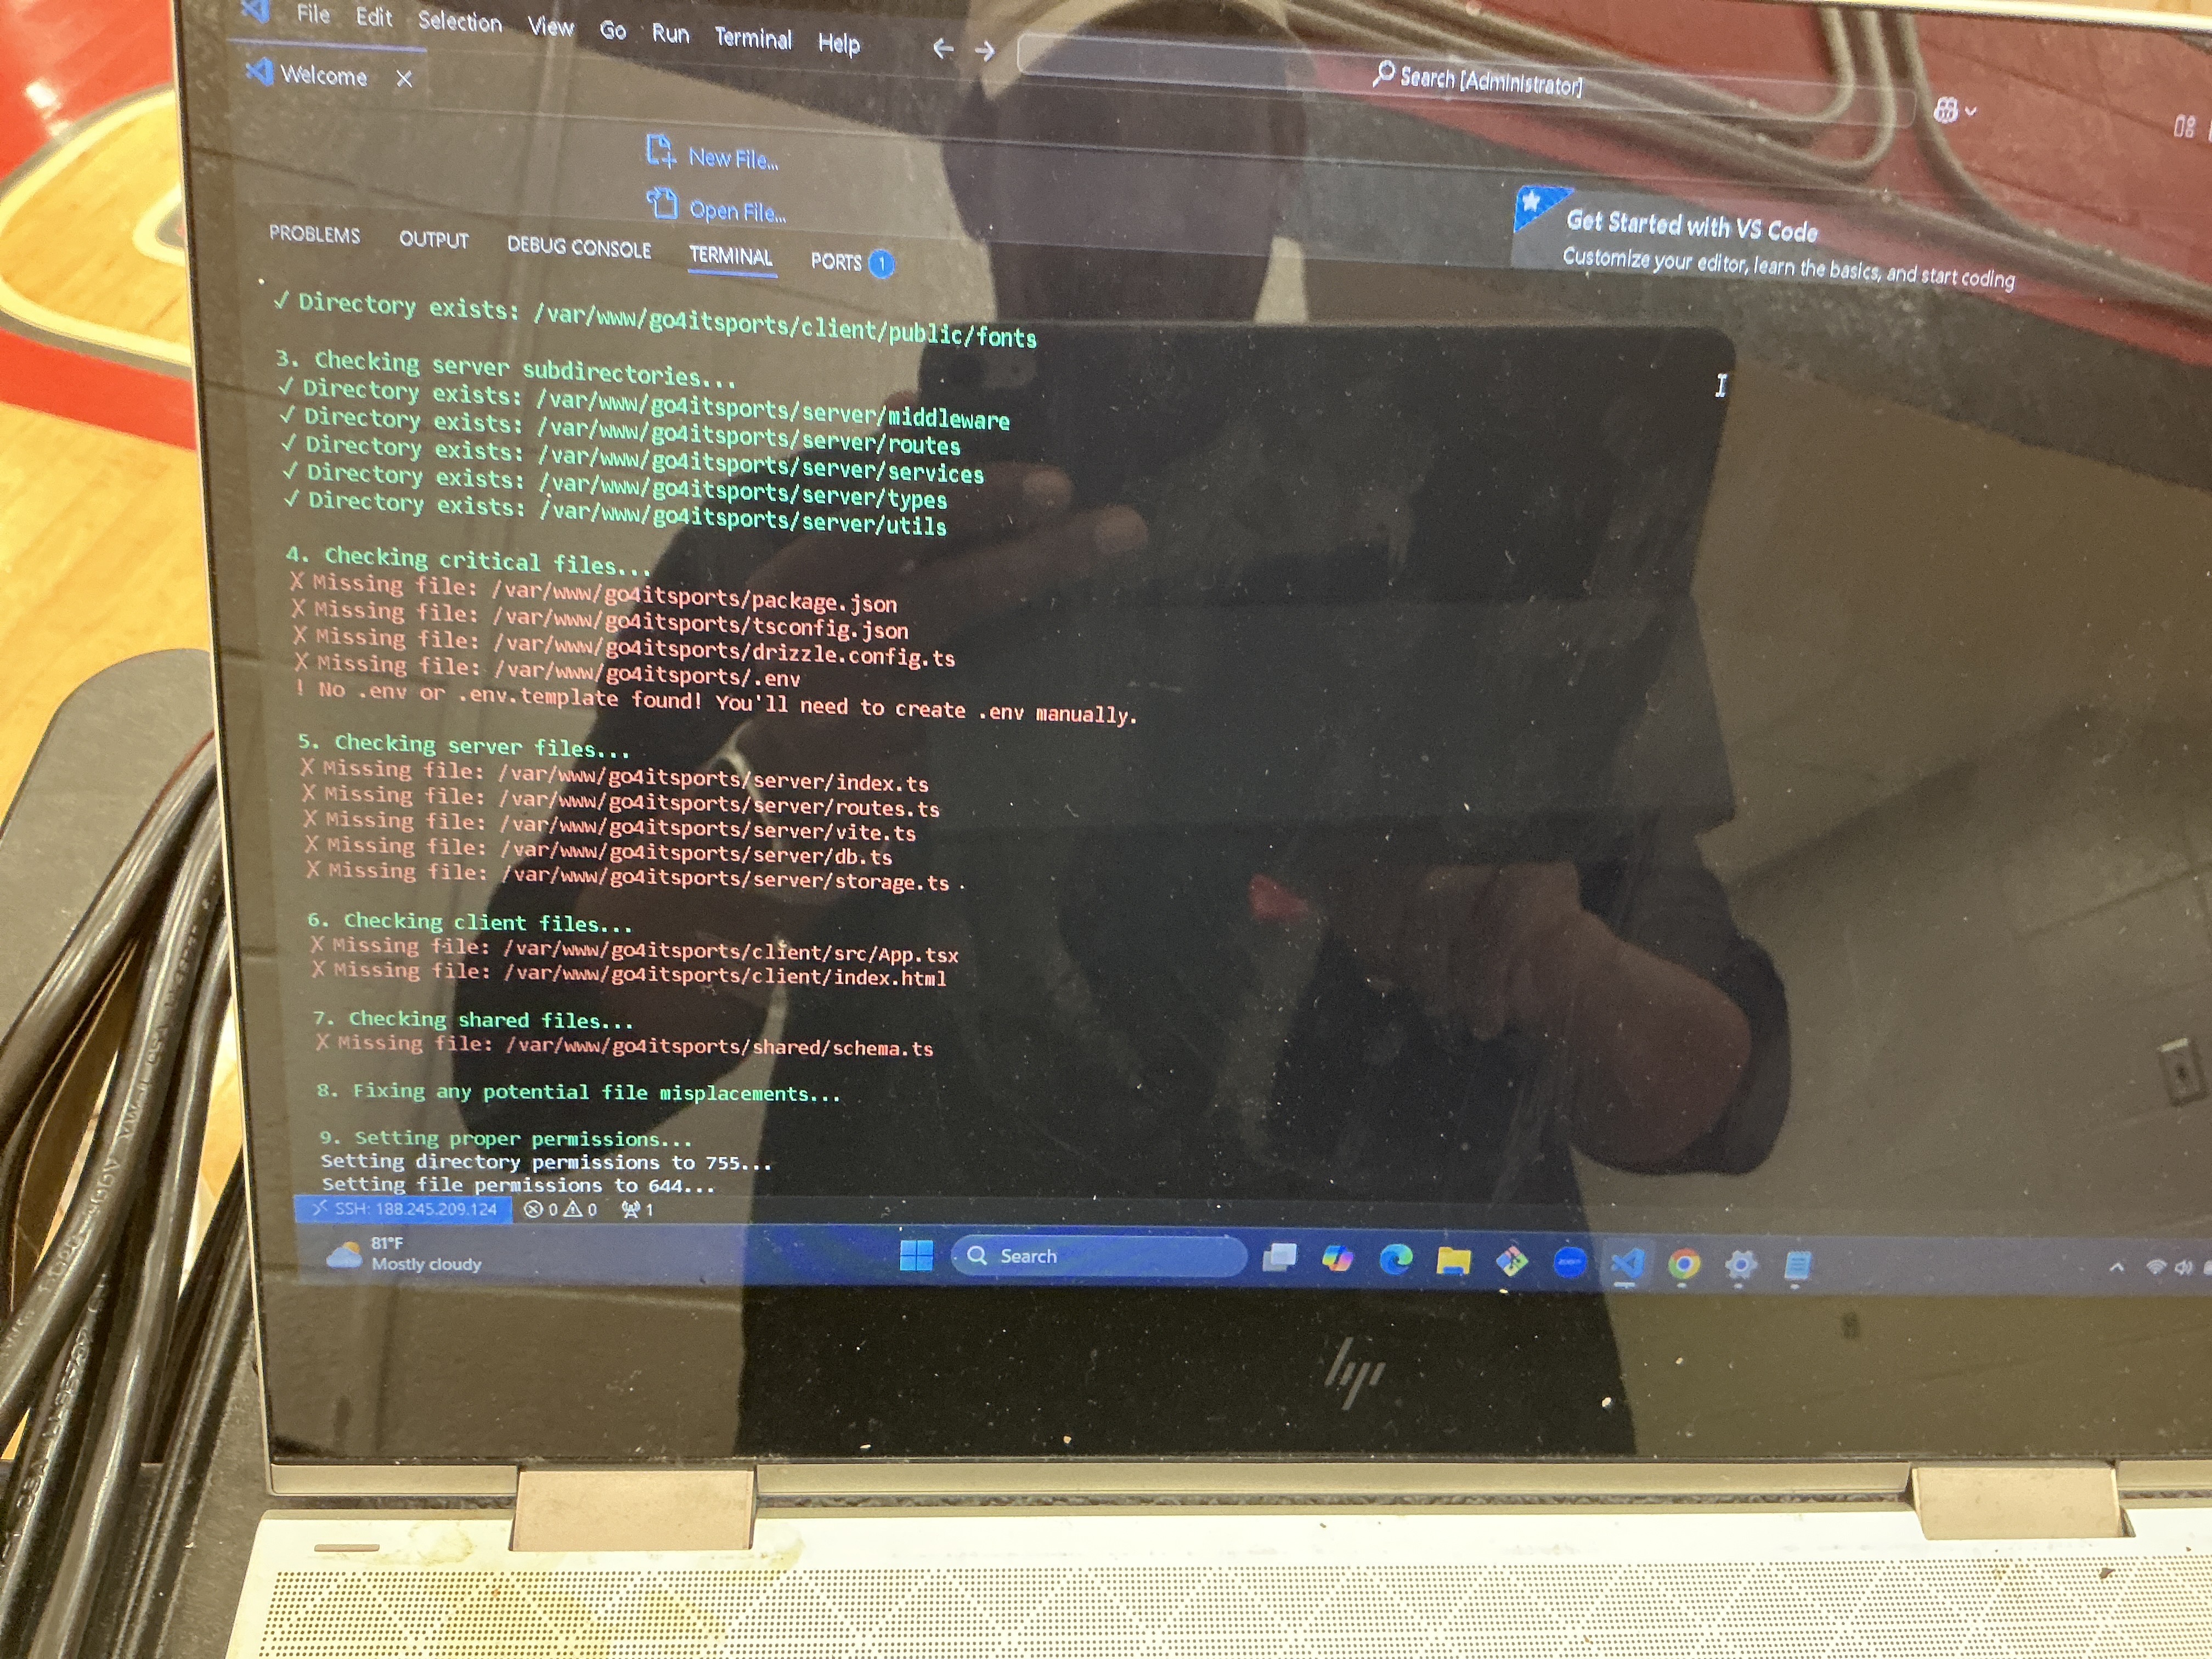 File Edit Selection View Go Run Terminal Help
Search [Administrator]
Welcome
New File...
Open File...
Get Started with VS Code
Customize your editor, learn the basics, and start coding
PROBLEMS OUTPUT DEBUG CONSOLE TERMINAL PORTS 1
✓ Directory exists: /var/www/go4itsports/client/public/fonts
3. Checking server subdirectories...
✓ Directory exists: /var/www/go4itsports/server/middleware
✓ Directory exists: /var/www/go4itsports/server/routes
✓ Directory exists: /var/www/go4itsports/server/services
✓ Directory exists: /var/www/go4itsports/server/types
✓ Directory exists: /var/www/go4itsports/server/utils
4. Checking critical files...
X Missing file: /var/www/go4itsports/package.json
X Missing file: /var/www/go4itsports/tsconfig.json
X Missing file: /var/www/go4itsports/drizzle.config.ts
X Missing file: /var/www/go4itsports/.env
! No .env or .env.template found! You'll need to create .env manually.
5. Checking server files...
X Missing file: /var/www/go4itsports/server/index.ts
X Missing file: /var/www/go4itsports/server/routes.ts
X Missing file: /var/www/go4itsports/server/vite.ts
X Missing file: /var/www/go4itsports/server/db.ts
X Missing file: /var/www/go4itsports/server/storage.ts
6. Checking client files...
X Missing file: /var/www/go4itsports/client/src/App.tsx
X Missing file: /var/www/go4itsports/client/index.html
7. Checking shared files...
X Missing file: /var/www/go4itsports/shared/schema.ts
8. Fixing any potential file misplacements...
9. Setting proper permissions...
Setting directory permissions to 755...
Setting file permissions to 644...
SSH: 188.245.209.124 0 0 1
81°F
Mostly cloudy
Search
hp